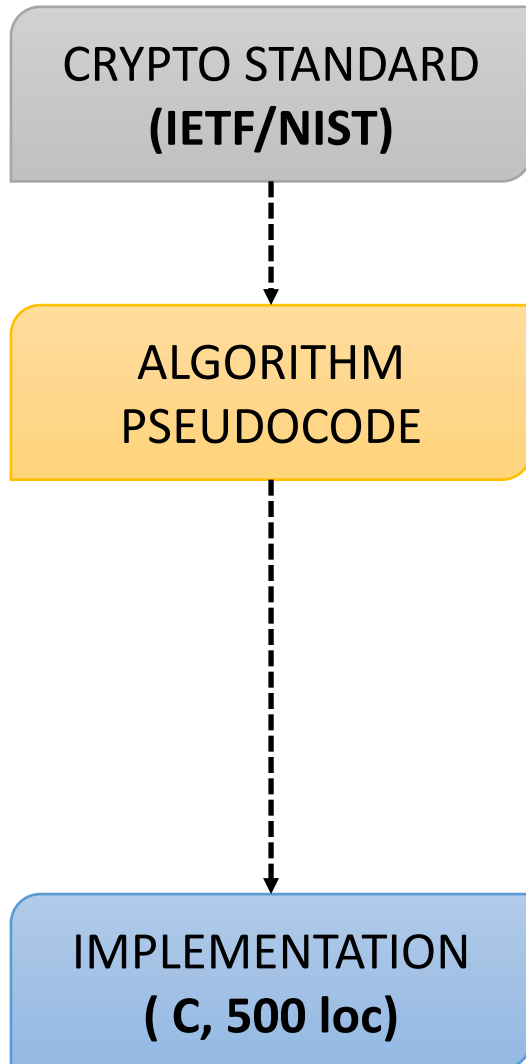 CRYPTO STANDARD
(IETF/NIST)
ALGORITHM
PSEUDOCODE
IMPLEMENTATION
( C, 500 loc)